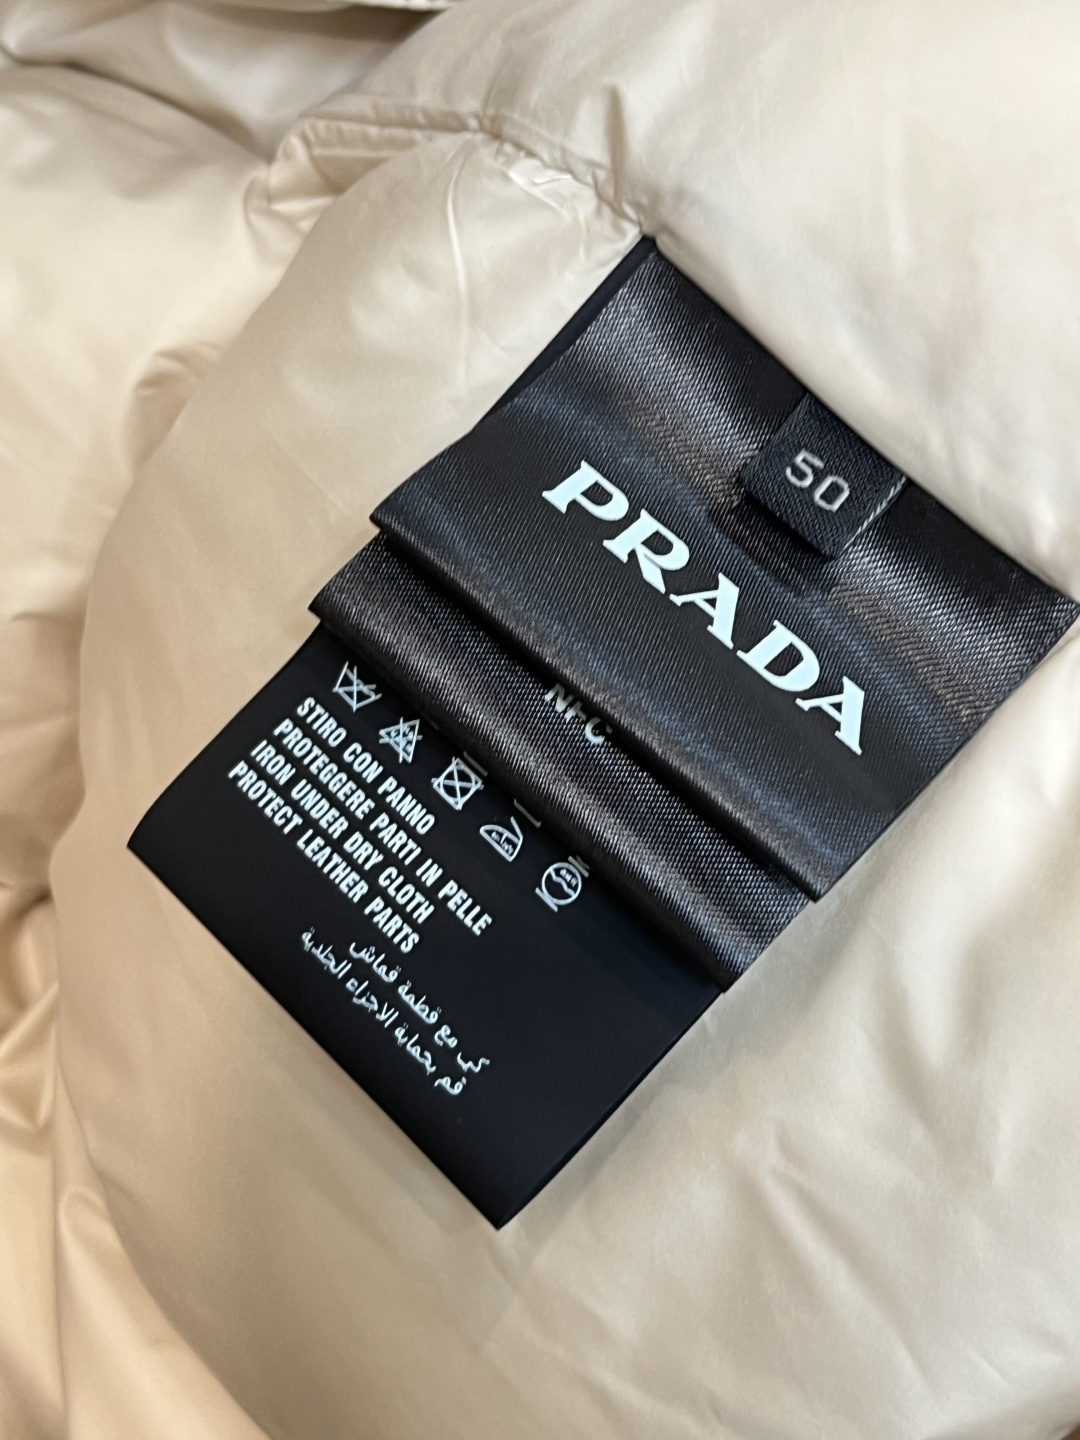 50
PRADA
NFC
STIRO CON PANNO
PROTEGGERE PARTI IN PELLE
IRON UNDER DRY CLOTH
PROTECT LEATHER PARTS
كي مع قطعة قماش
قم بحماية الاجزاء الجلدية